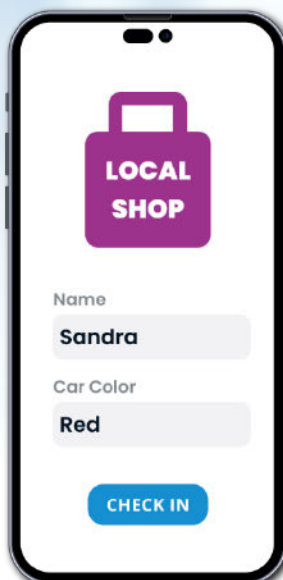 LOCAL
SHOP
Name
Sandra
Car Color
Red
CHECK IN